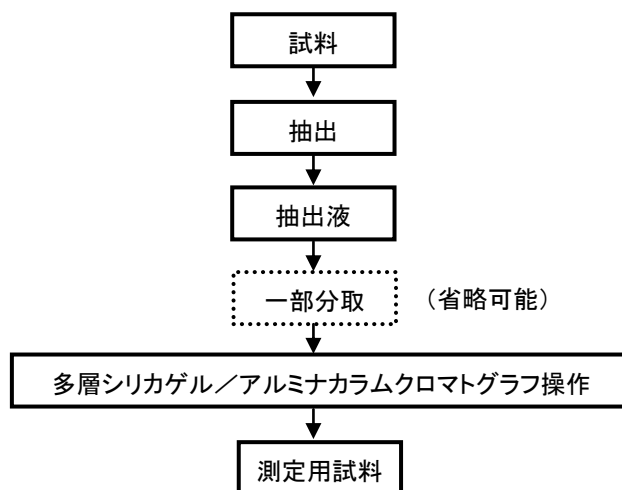 試料
抽出
抽出液
一部分取 （省略可能）
多層シリカゲル／アルミナカラムクロマトグラフ操作
測定用試料